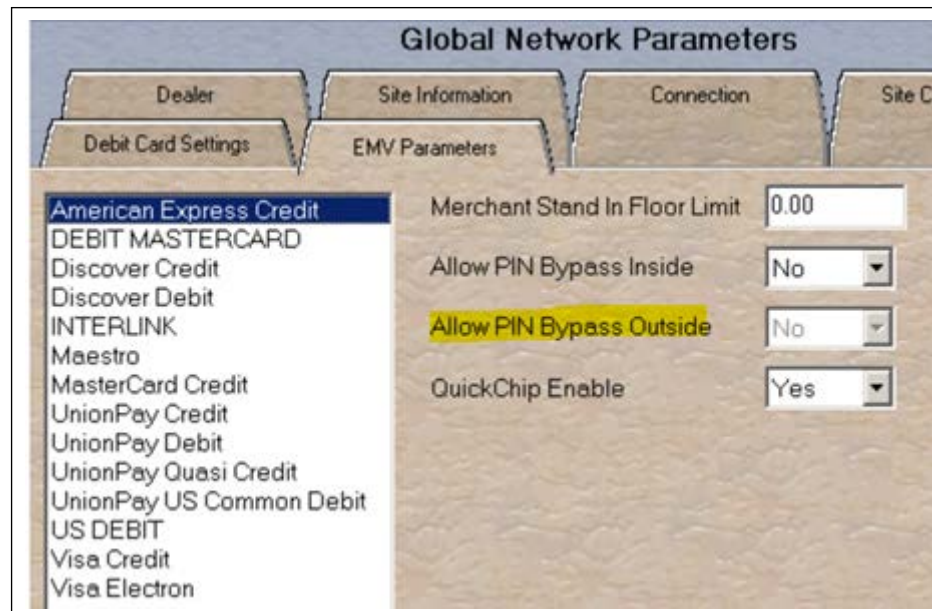 Global Network Parameters
Dealer
Site Information
Connection
Site C
Debit Card Settings
EMV Parameters
American Express Credit
DEBIT MASTERCARD
Discover Credit
Discover Debit
INTERLINK
Maestro
MasterCard Credit
UnionPay Credit
UnionPay Debit
UnionPay Quasi Credit
UnionPay US Common Debit
US DEBIT
Visa Credit
Visa Electron
Merchant Stand In Floor Limit 0.00
Allow PIN Bypass Inside No
Allow PIN Bypass Outside No
QuickChip Enable Yes